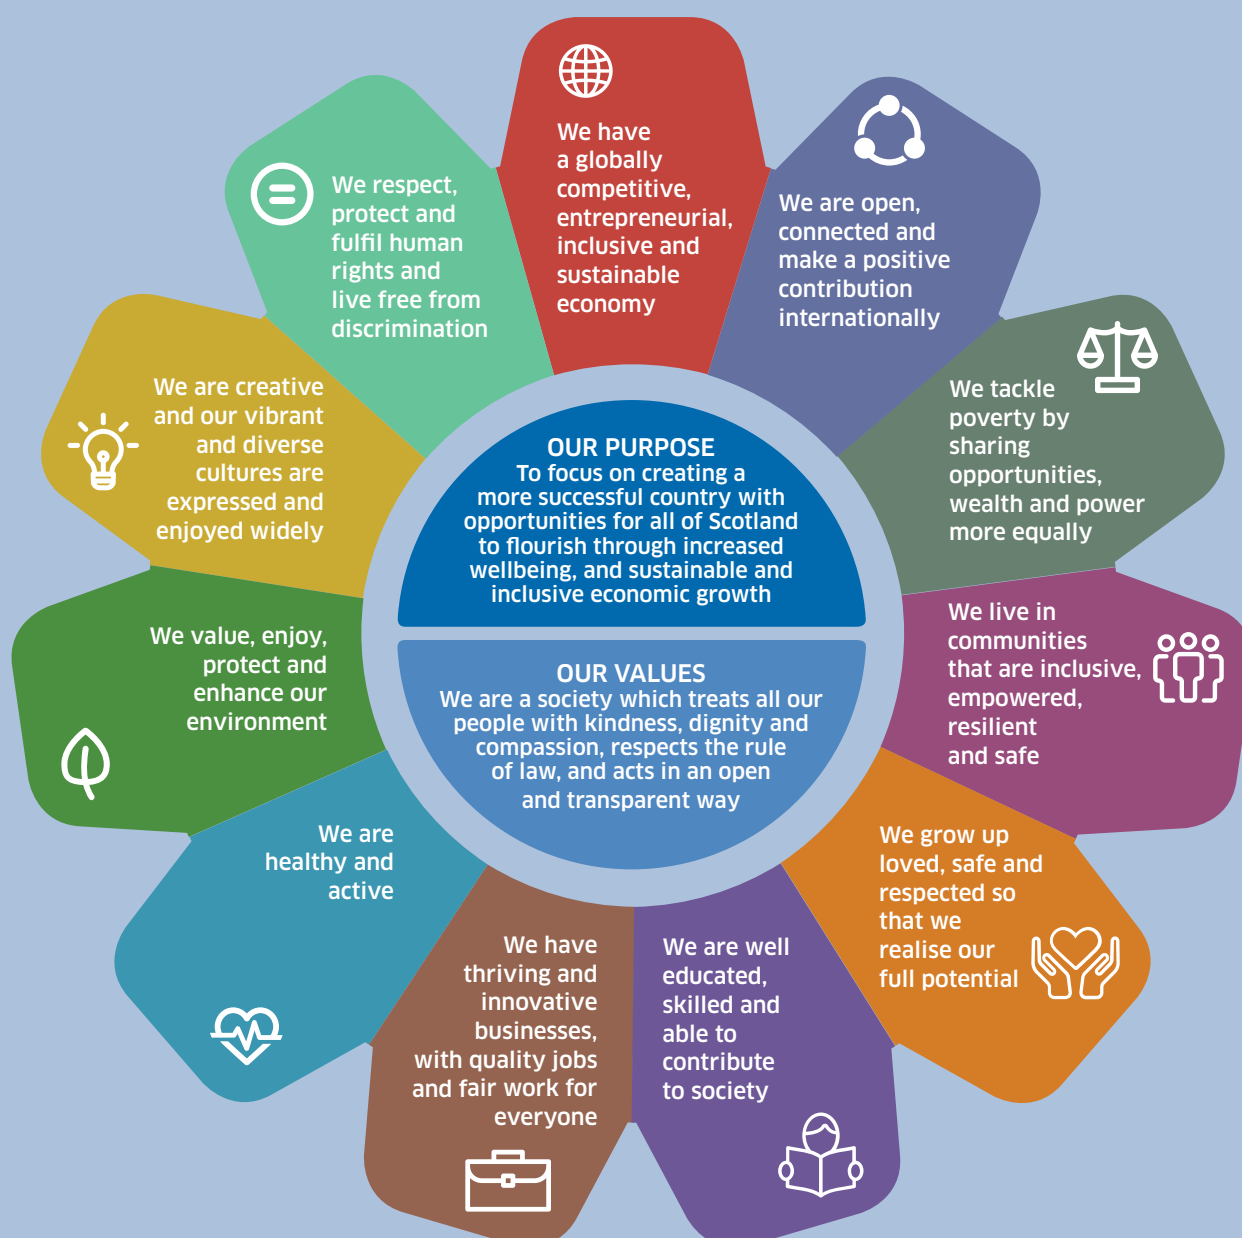 We have
a globally
competitive,
entrepreneurial,
inclusive and
sustainable
economy
We are open,
connected and
make a positive
contribution
internationally
We tackle
poverty by
sharing
opportunities,
wealth and power
more equally
We live in
communities
that are inclusive,
empowered,
resilient
and safe
We grow up
loved, safe and
respected so
that we
realise our
full potential
We are well
educated,
skilled and
able to
contribute
to society
We have
thriving and
innovative
businesses,
with quality jobs
and fair work for
everyone
We are
healthy and
active
We value, enjoy,
protect and
enhance our
environment
We are creative
and our vibrant
and diverse
cultures are
expressed and
enjoyed widely
We respect,
protect and
fulfil human
rights and
live free from
discrimination
OUR PURPOSE
To focus on creating a
more successful country with
opportunities for all of Scotland
to flourish through increased
wellbeing, and sustainable and
inclusive economic growth
OUR VALUES
We are a society which treats all our
people with kindness, dignity and
compassion, respects the rule
of law, and acts in an open
and transparent way